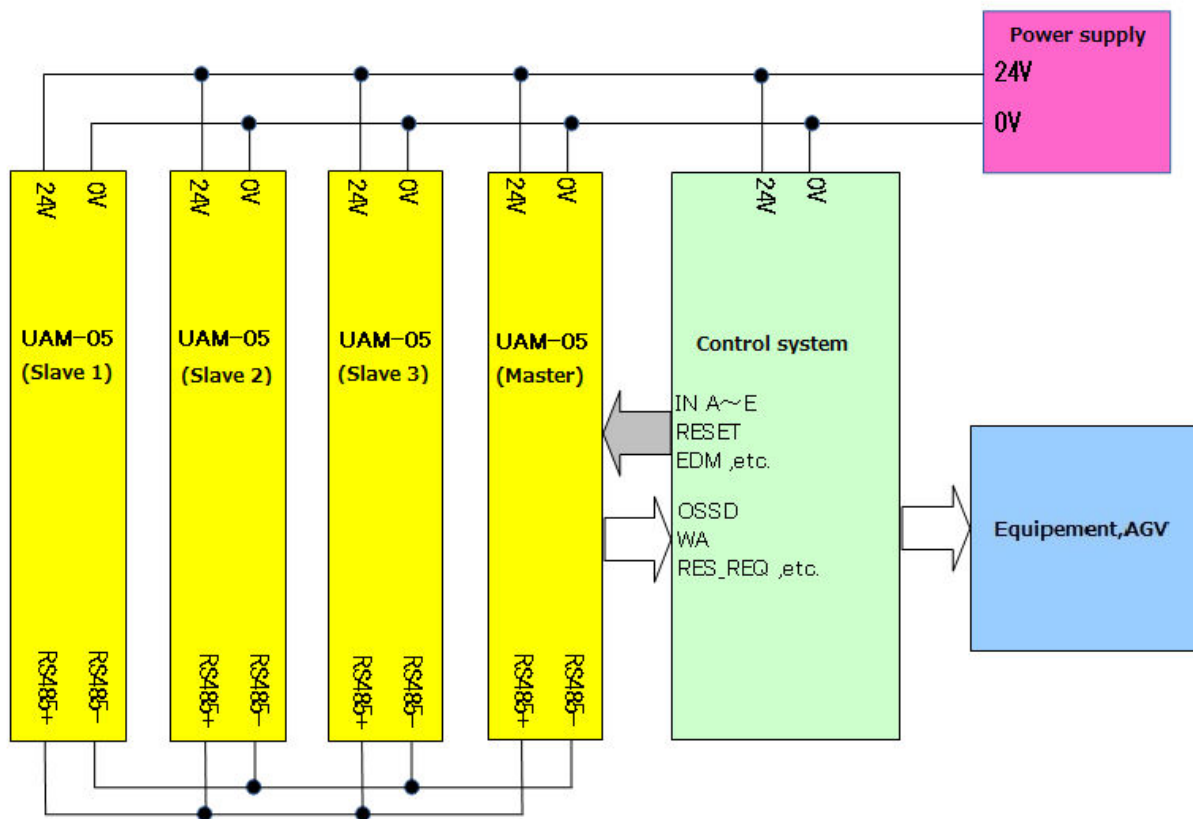 Power supply
24V
0V
24V
0V
24V
0V
24V
0V
24V
0V
24V
0V
UAM-05
(Slave 1)
UAM-05
(Slave 2)
UAM-05
(Slave 3)
UAM-05
(Master)
Control system
IN A～E
RESET
EDM ,etc.
OSSD
WA
RES_REQ ,etc.
Equipement,AGV
RS485+
RS485-
RS485+
RS485-
RS485+
RS485-
RS485+
RS485-